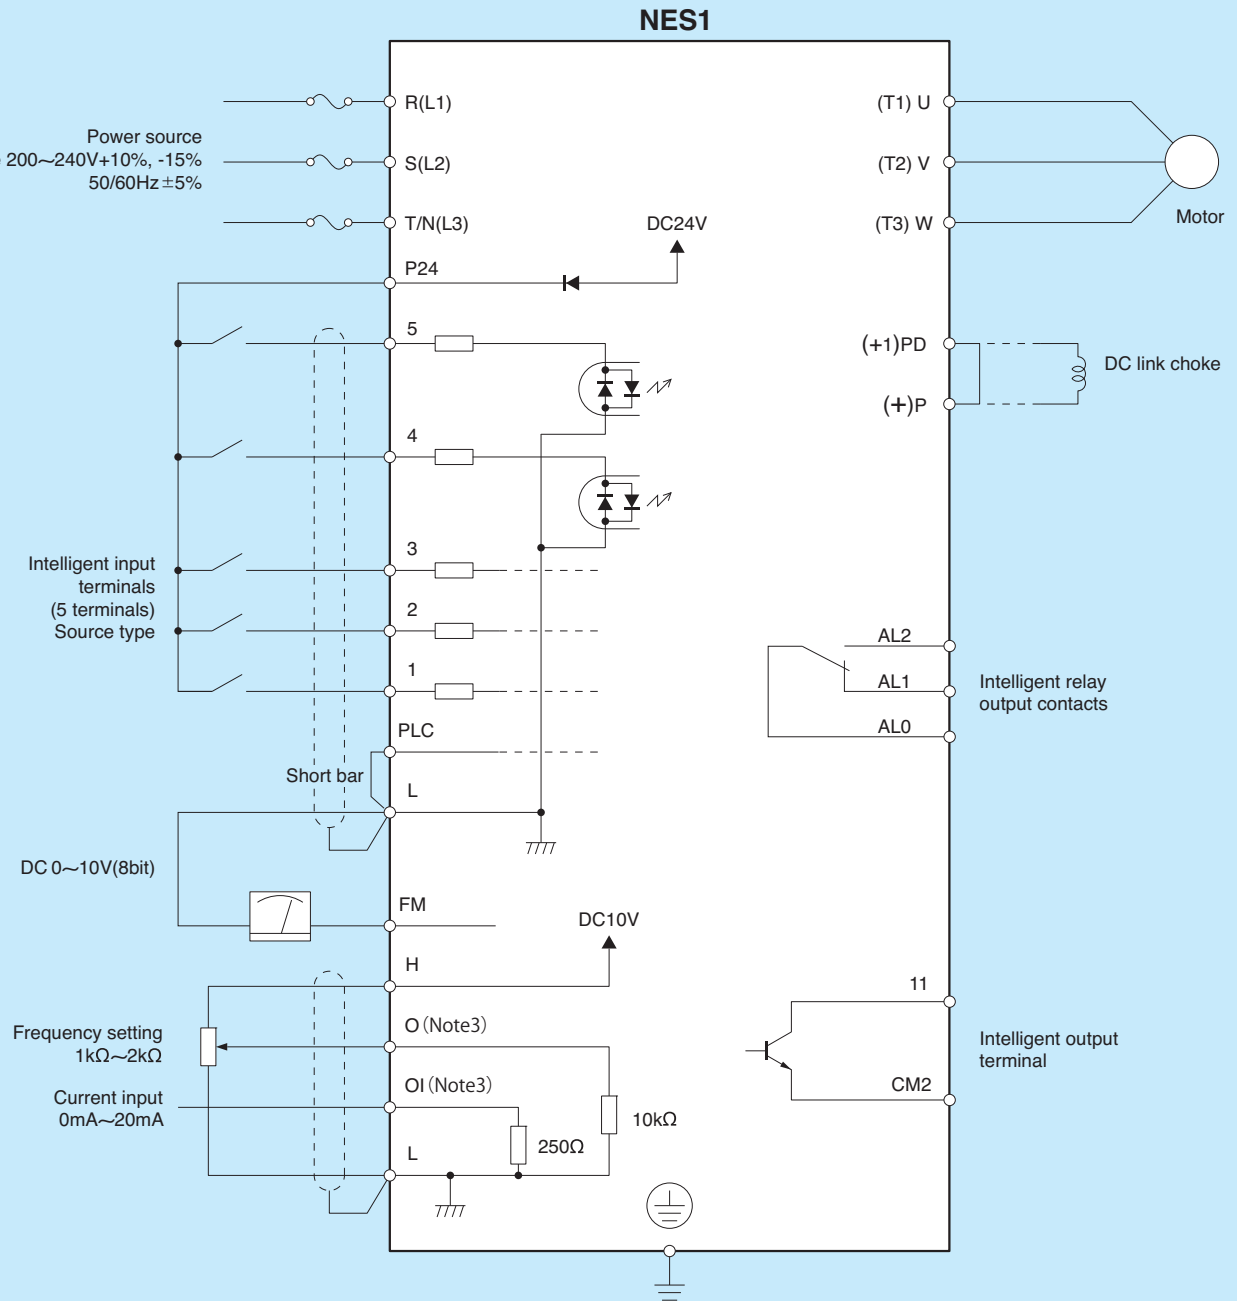 NES1
R(L1)
(T1) U
Power source
200～240V+10%, -15%
50/60Hz ±5%
S(L2)
(T2) V
T/N(L3)
(T3) W
Motor
DC24V
P24
5
(+1)PD
DC link choke
(+)P
4
3
Intelligent input
terminals
(5 terminals)
Source type
2
1
AL2
AL1
AL0
Intelligent relay
output contacts
PLC
Short bar
L
DC 0～10V(8bit)
FM
DC10V
H
11
Frequency setting
1kΩ～2kΩ
O（Note3）
Intelligent output
terminal
OI（Note3）
CM2
Current input
0mA～20mA
10kΩ
250Ω
L